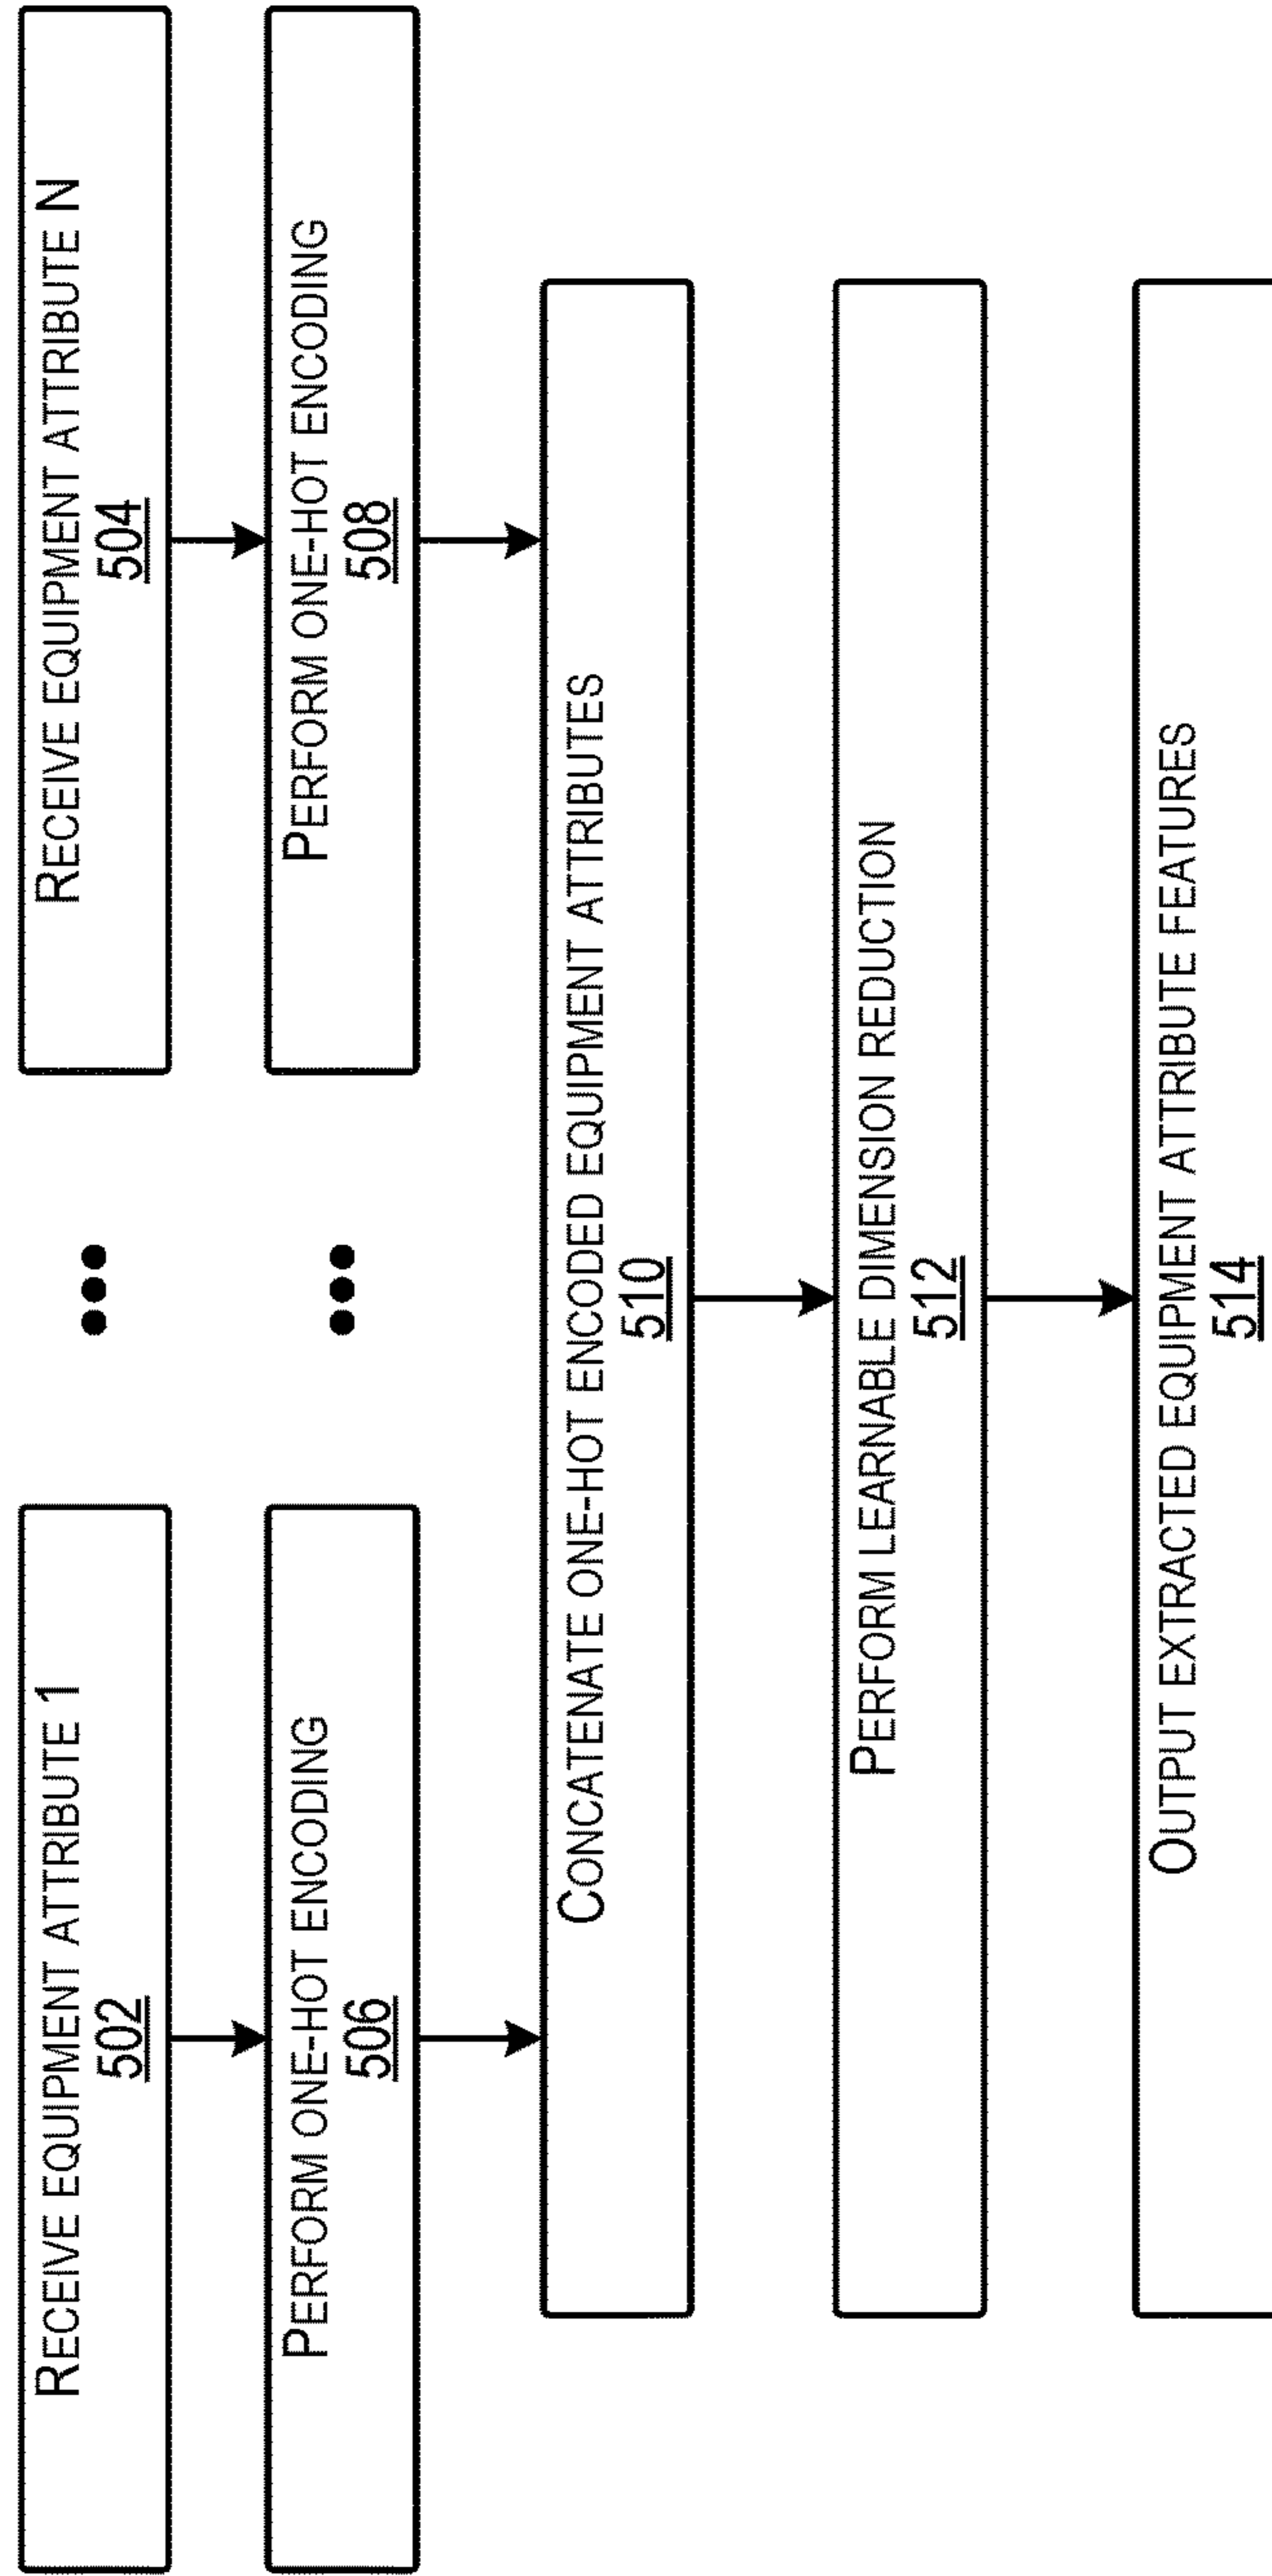 RECEIVE EQUIPMENT ATTRIBUTE 1
502
RECEIVE EQUIPMENT ATTRIBUTE N
504
PERFORM ONE-HOT ENCODING
506
PERFORM ONE-HOT ENCODING
508
CONCATENATE ONE-HOT ENCODED EQUIPMENT ATTRIBUTES
510
PERFORM LEARNABLE DIMENSION REDUCTION
512
OUTPUT EXTRACTED EQUIPMENT ATTRIBUTE FEATURES
514